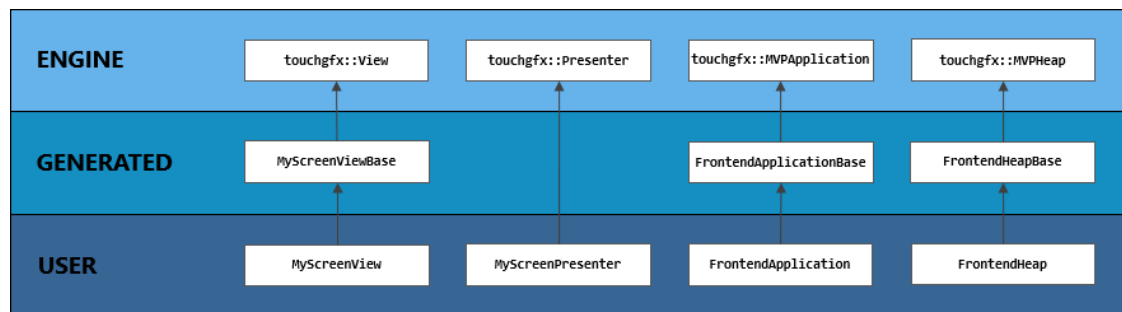 ENGINE
touchgfx::View
touchgfx::Presenter
touchgfx::MVPApplication
touchgfx::MVPHeap
GENERATED
MyScreenViewBase
FrontendApplicationBase
FrontendHeapBase
USER
MyScreenView
MyScreenPresenter
FrontendApplication
FrontendHeap